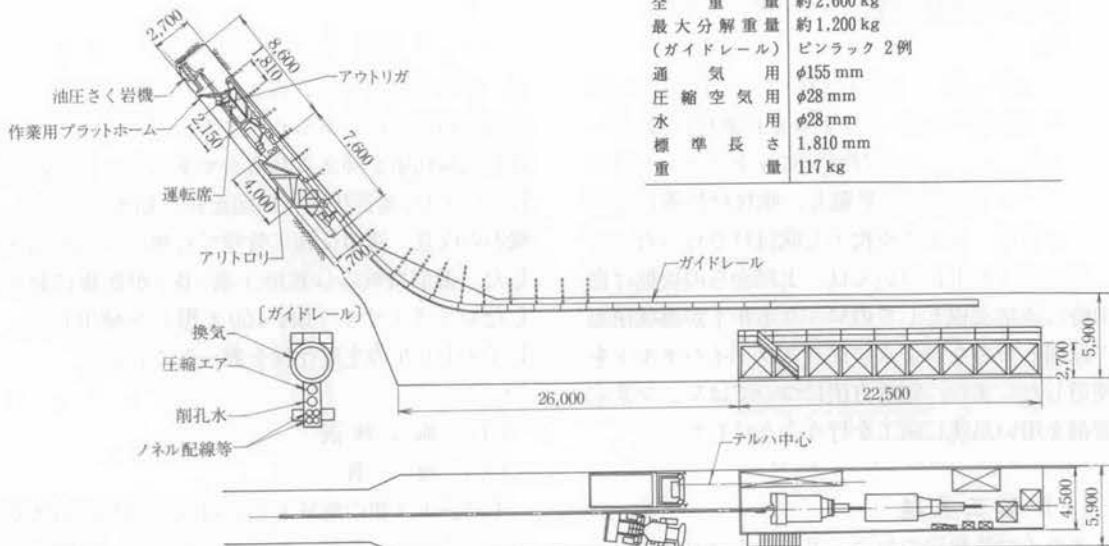 全重量 約2,600 kg
最大分解重量 約1,200 kg
(ガイドレール) ピンラック 2例
通気用 φ155 mm
圧縮空気用 φ28 mm
水用 φ28 mm
標準長さ 1,810 mm
重量 117 kg
2,700
8,600
1,810
アウトリガ
油圧さく岩機
作業用プラットホーム
2,150
7,600
運転席
4,000
アリトロリ
1,700
ガイドレール
〔ガイドレール〕
換気
圧縮エア
削孔水
ノネル配線等
5,900
2,700
26,000
22,500
テルハ中心
4,500
5,900